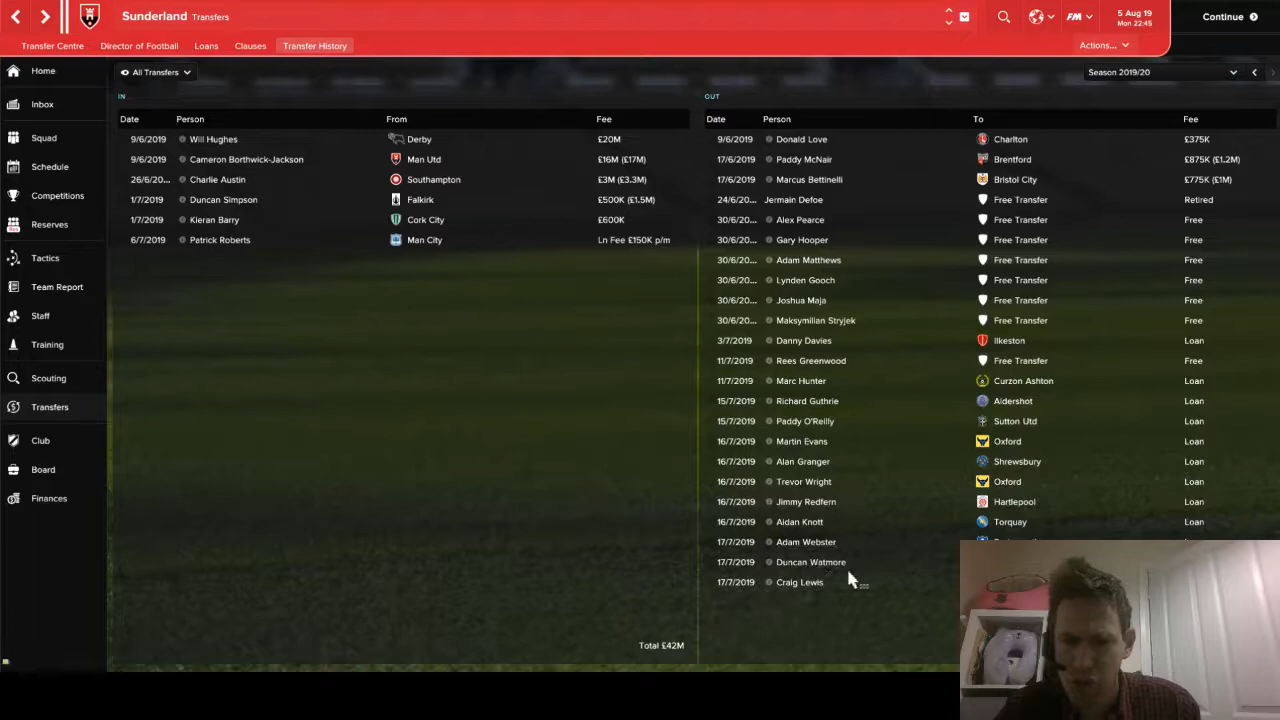 Sunderland Transfers
FM
5 Aug 19
Mon 22:45
Continue
Transfer Centre Director of Football Loans Clauses Transfer History Actions...
Home
Inbox
Squad
Schedule
Competitions
Reserves
Tactics
Team Report
Staff
Training
Scouting
Transfers
Club
Board
Finances
All Transfers
Season 2019/20
IN
Date Person From Fee
9/6/2019 Will Hughes Derby £20M
9/6/2019 Cameron Borthwick-Jackson Man Utd £16M (£17M)
26/6/20... Charlie Austin Southampton £3M (£3.3M)
1/7/2019 Duncan Simpson Falkirk £500K (£1.5M)
1/7/2019 Kieran Barry Cork City £600K
6/7/2019 Patrick Roberts Man City Ln Fee £150K p/m
Total £42M
OUT
Date Person To Fee
9/6/2019 Donald Love Charlton £375K
17/6/2019 Paddy McNair Brentford £875K (£1.2M)
17/6/2019 Marcus Bettinelli Bristol City £775K (£1M)
24/6/20... Jermain Defoe Free Transfer Retired
30/6/20... Alex Pearce Free Transfer Free
30/6/20... Gary Hooper Free Transfer Free
30/6/20... Adam Matthews Free Transfer Free
30/6/20... Lynden Gooch Free Transfer Free
30/6/20... Joshua Maja Free Transfer Free
30/6/20... Maksymilian Stryjek Free Transfer Free
3/7/2019 Danny Davies Ilkeston Loan
11/7/2019 Rees Greenwood Free Transfer Free
11/7/2019 Marc Hunter Curzon Ashton Loan
15/7/2019 Richard Guthrie Aldershot Loan
15/7/2019 Paddy O'Reilly Sutton Utd Loan
16/7/2019 Martin Evans Oxford Loan
16/7/2019 Alan Granger Shrewsbury Loan
16/7/2019 Trevor Wright Oxford Loan
16/7/2019 Jimmy Redfern Hartlepool Loan
16/7/2019 Aidan Knott Torquay Loan
17/7/2019 Adam Webster
17/7/2019 Duncan Watmore
17/7/2019 Craig Lewis